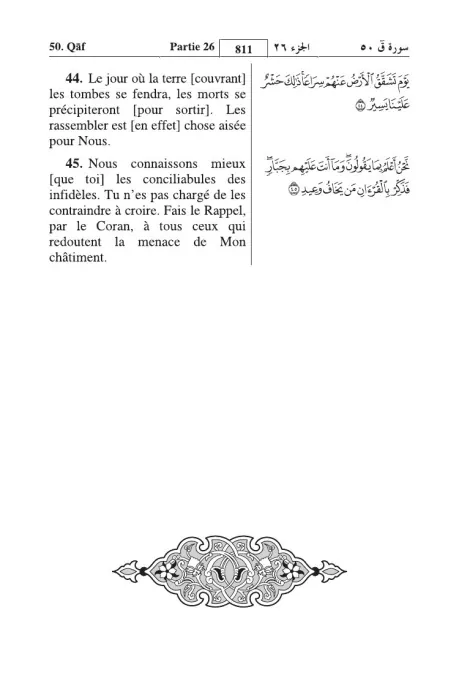 50. Qāf Partie 26 811 الجزء ٢٦ سورة قٓ ٥٠
44. Le jour où la terre [couvrant]
les tombes se fendra, les morts se
précipiteront [pour sortir]. Les
rassembler est [en effet] chose aisée
pour Nous.
يَوْمَ تَشَقَّقُ ٱلْأَرْضُ عَنْهُمْ سِرَاعًا ۚ ذَٰلِكَ حَشْرٌ
عَلَيْنَا يَسِيرٌ ٤٤
45. Nous connaissons mieux
[que toi] les conciliabules des
infidèles. Tu n’es pas chargé de les
contraindre à croire. Fais le Rappel,
par le Coran, à tous ceux qui
redoutent la menace de Mon
châtiment.
نَّحْنُ أَعْلَمُ بِمَا يَقُولُونَ ۖ وَمَآ أَنتَ عَلَيْهِم بِجَبَّارٍ ۖ
فَذَكِّرْ بِٱلْقُرْءَانِ مَن يَخَافُ وَعِيدِ ٤٥